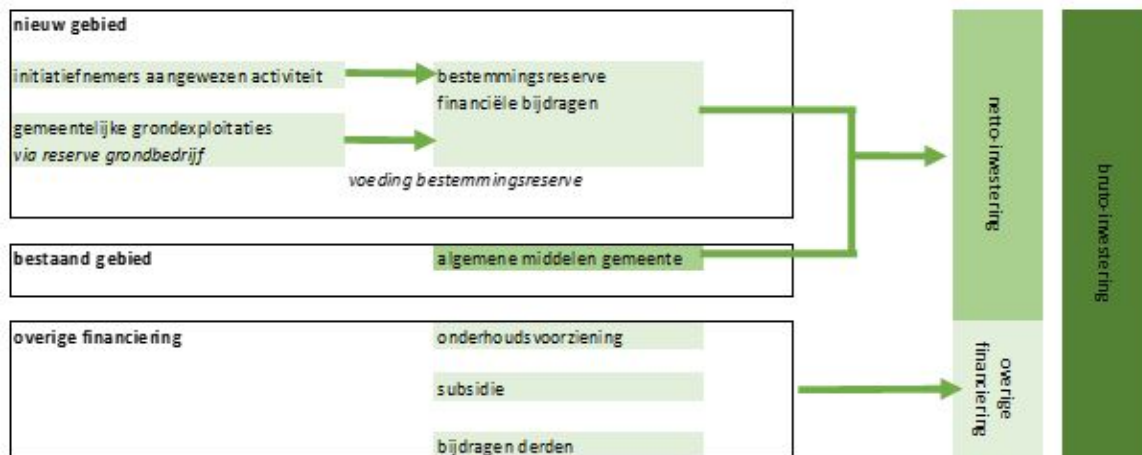 nieuw gebied
initiatiefnemers aangewezen activiteit
bestemmingsreserve
financiële bijdragen
gemeentelijke grondexploitaties
via reserve grondbedrijf
voeding bestemmingsreserve
bestaand gebied
algemene middelen gemeente
overige financiering
onderhoudsvoorziening
subsidie
bijdragen derden
netto-investering
overige
financiering
bruto-investering